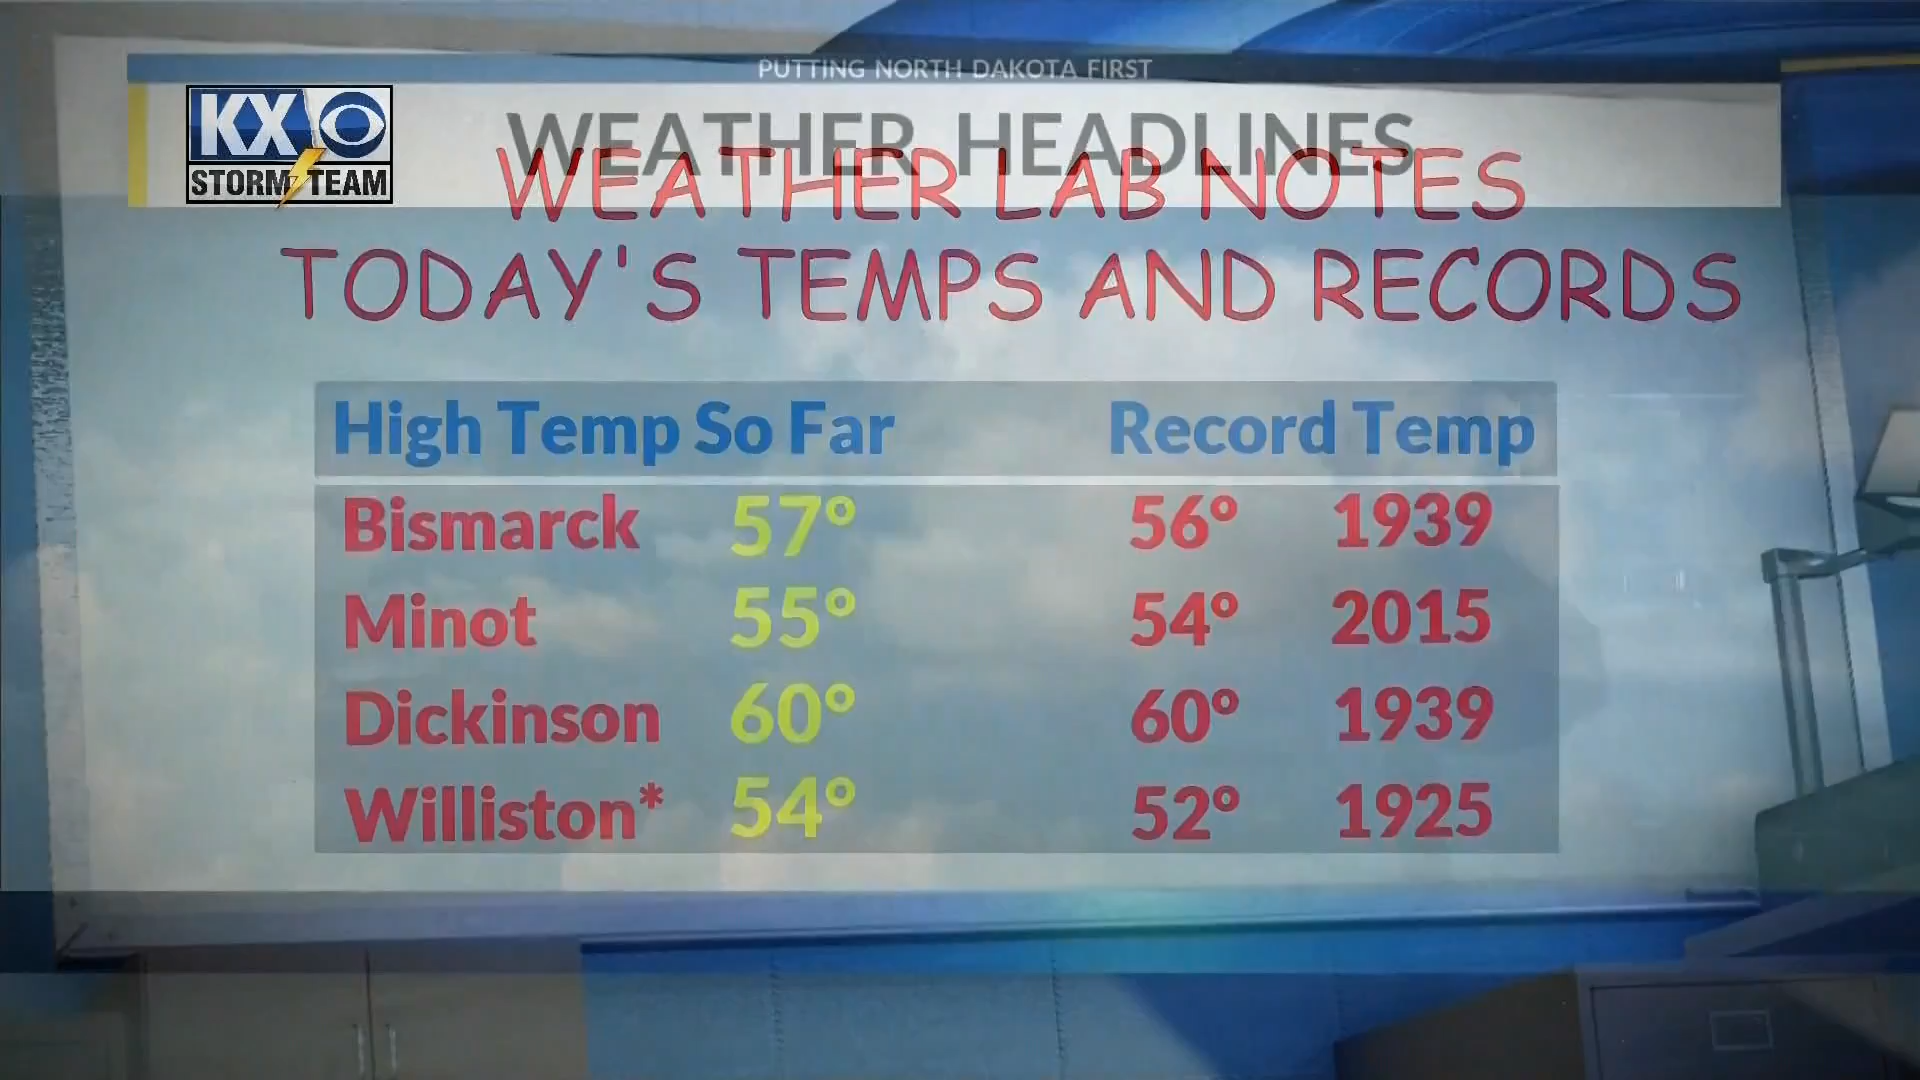 PUTTING NORTH DAKOTA FIRST
KX
STORM TEAM
WEATHER HEADLINES
WEATHER LAB NOTES
TODAY'S TEMPS AND RECORDS
High Temp So Far Record Temp
Bismarck 57° 56° 1939
Minot 55° 54° 2015
Dickinson 60° 60° 1939
Williston* 54° 52° 1925